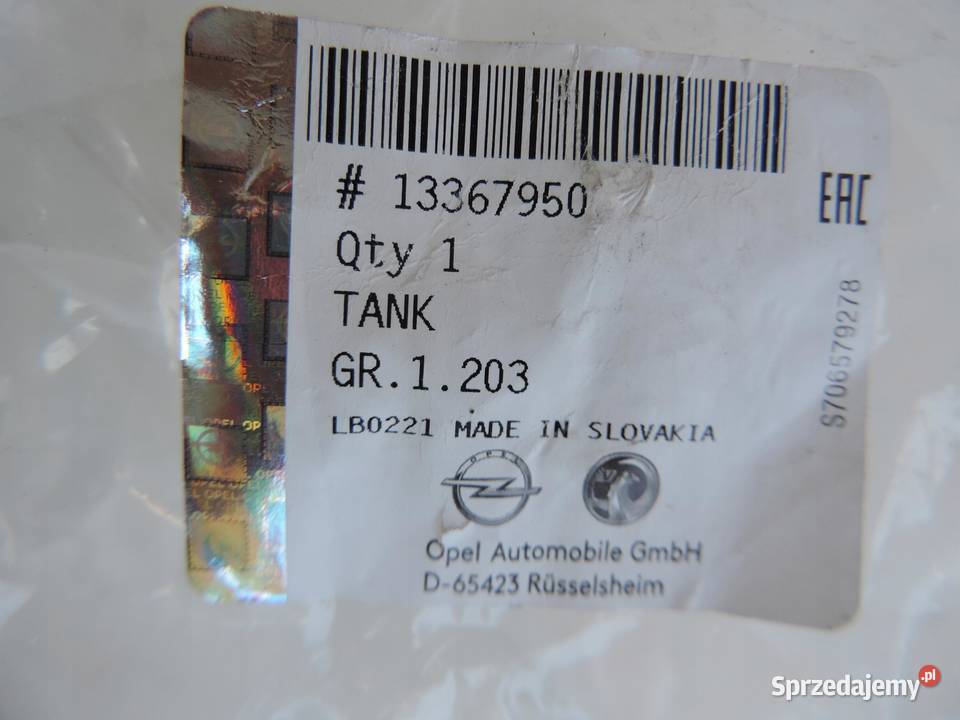 # 13367950
Qty 1
TANK
GR.1.203
LB0221 MADE IN SLOVAKIA
OPEL
Opel Automobile GmbH
D-65423 Rüsselsheim
EAC
S706579278
Sprzedajemy.pl